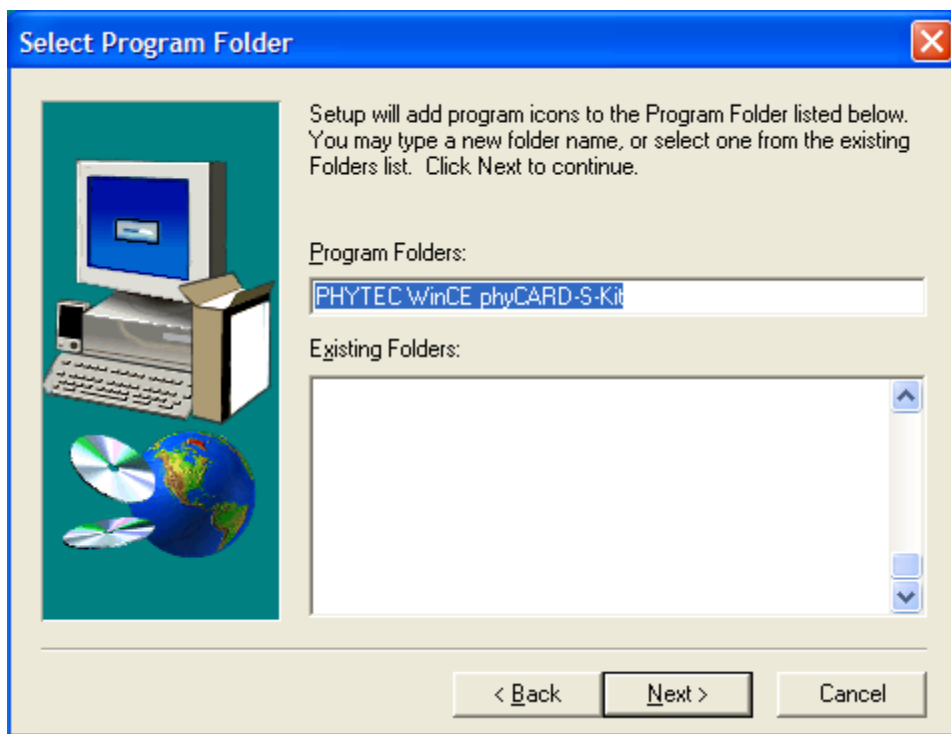 Select Program Folder
Setup will add program icons to the Program Folder listed below.
You may type a new folder name, or select one from the existing
Folders list.  Click Next to continue.
Program Folders:
PHYTEC WinCE phyCARD-S-Kit
Existing Folders:
< Back
Next >
Cancel